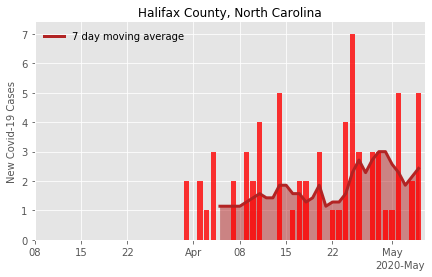 Halifax County, North Carolina
7 day moving average
New Covid-19 Cases
7
6
5
4
3
2
1
0
08 15 22 Apr 08 15 22 May
2020-May